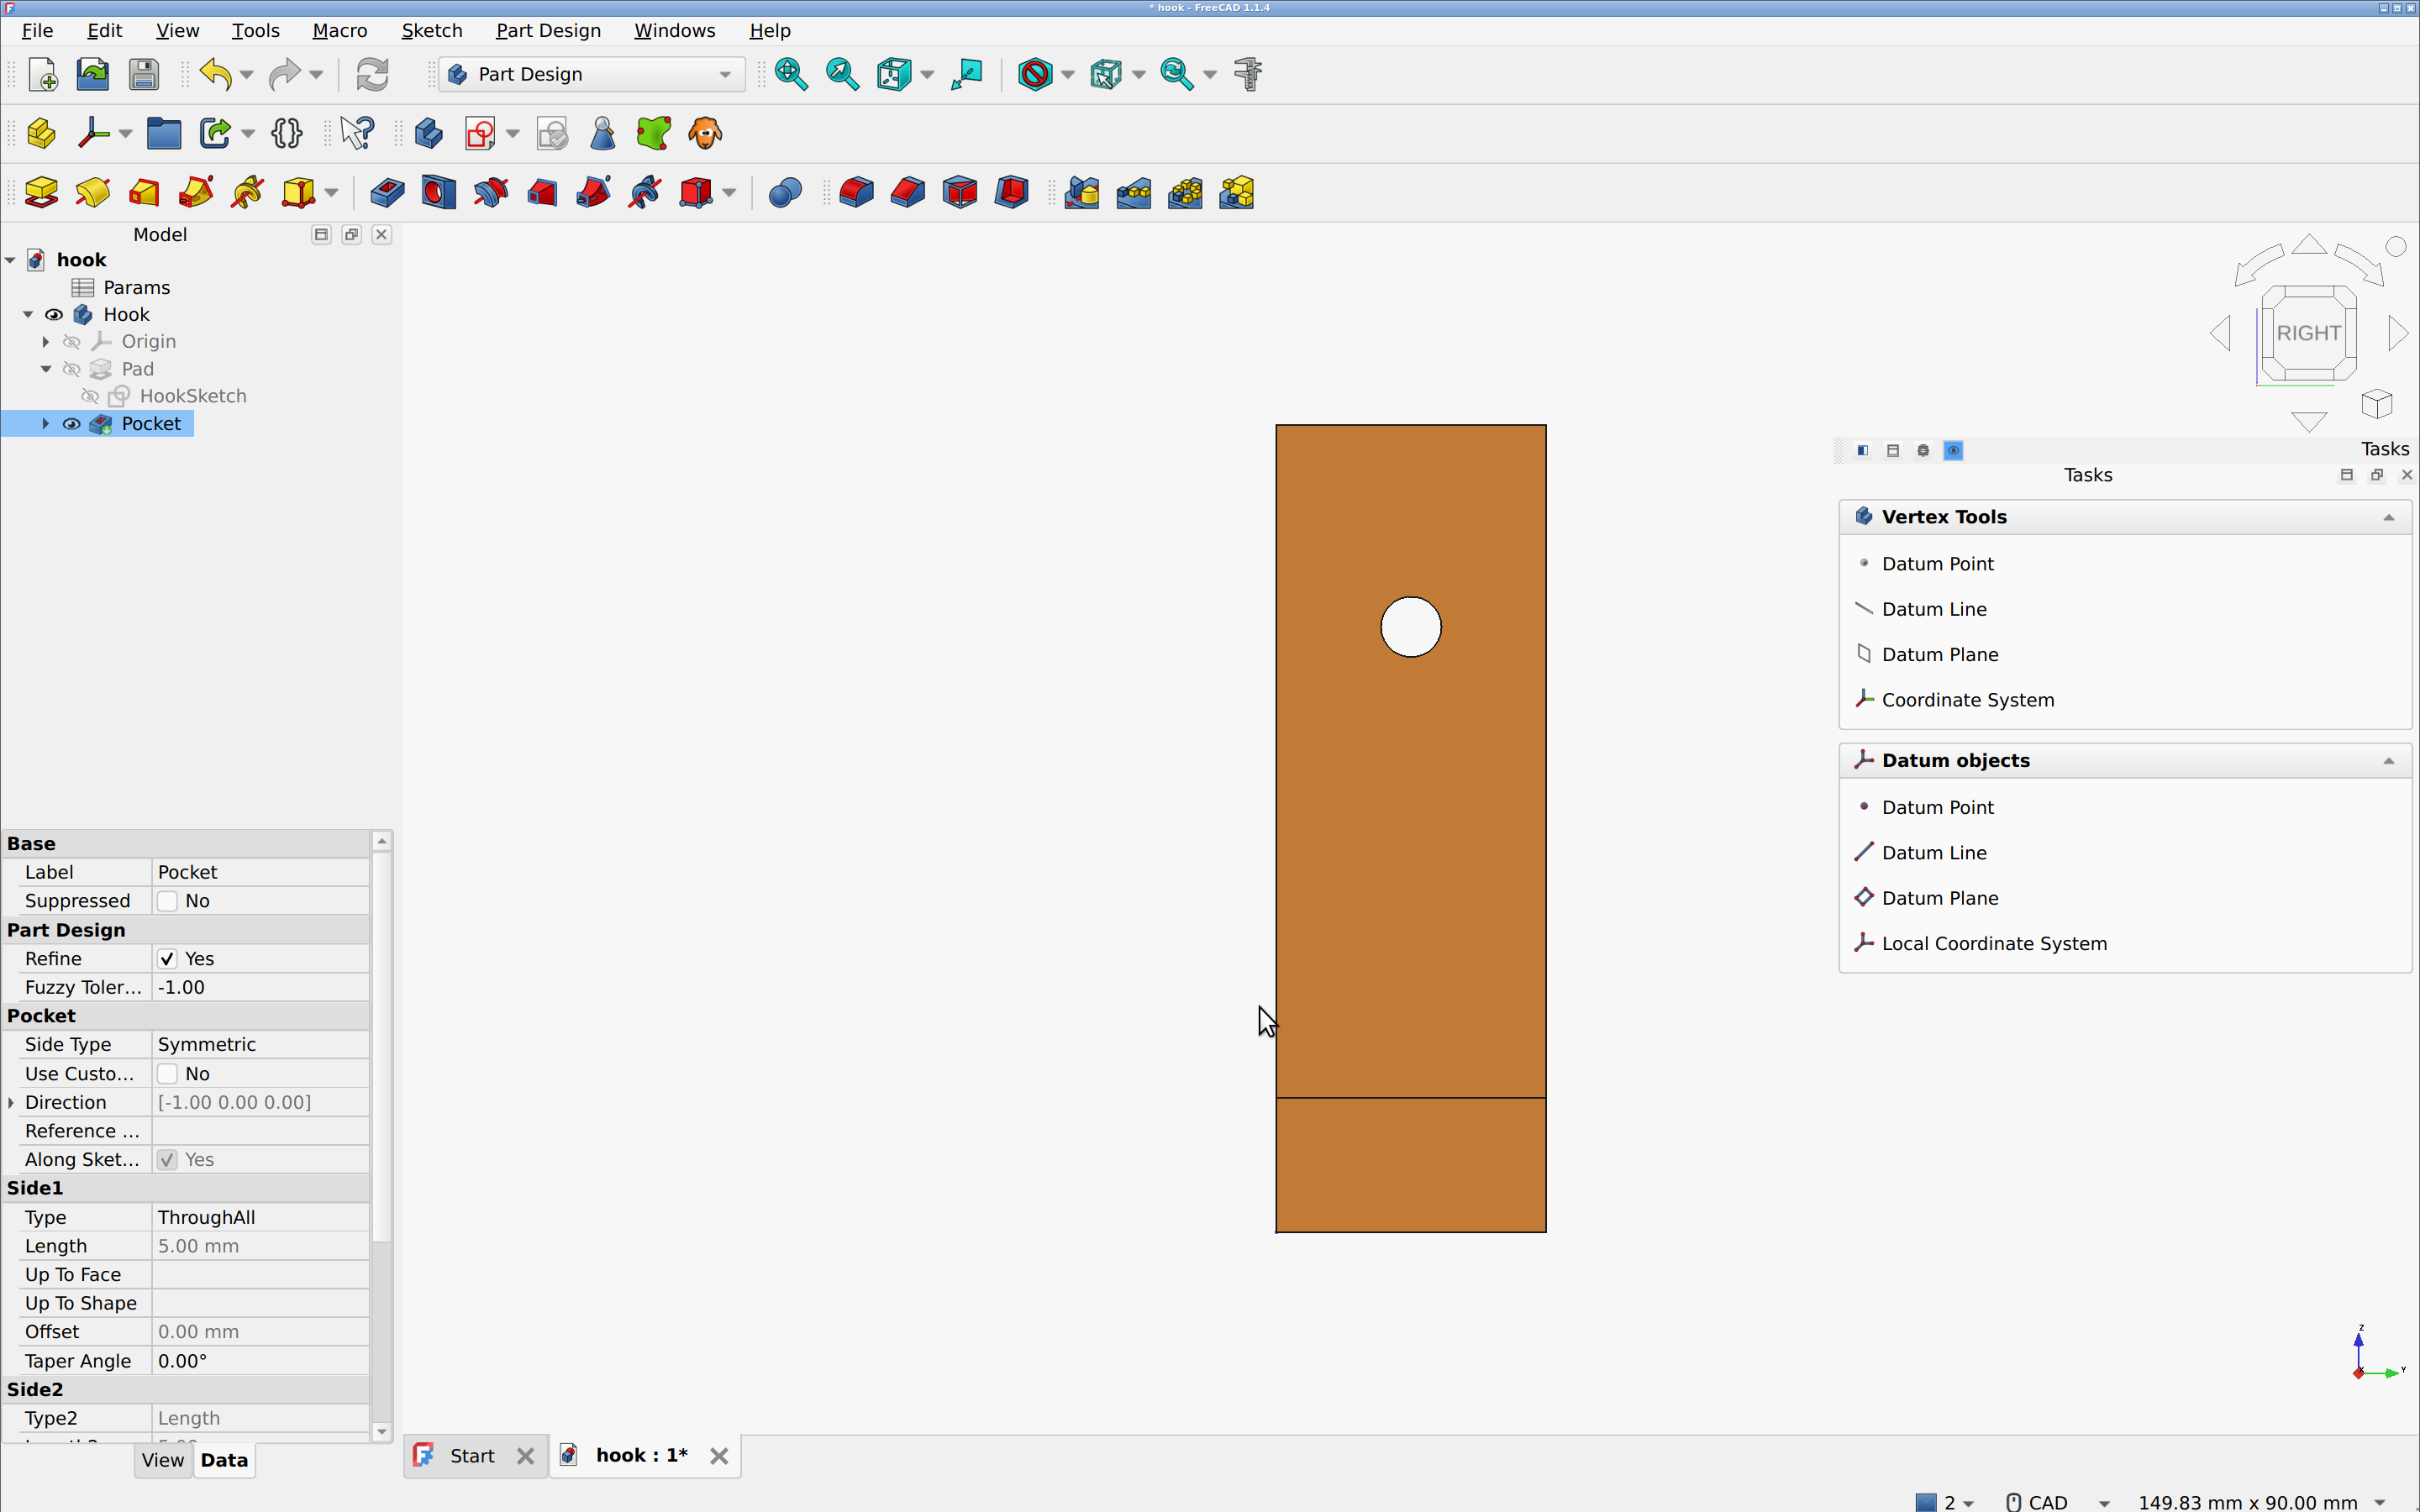 * hook - FreeCAD 1.1.4
File Edit View Tools Macro Sketch Part Design Windows Help
Part Design
Model
hook
Params
Hook
Origin
Pad
HookSketch
Pocket
RIGHT
Tasks
Tasks
Vertex Tools
Datum Point
Datum Line
Datum Plane
Coordinate System
Datum objects
Datum Point
Datum Line
Datum Plane
Local Coordinate System
Base
Label Pocket
Suppressed No
Part Design
Refine Yes
Fuzzy Toler... -1.00
Pocket
Side Type Symmetric
Use Custo... No
Direction [-1.00 0.00 0.00]
Reference ...
Along Sket... Yes
Side1
Type ThroughAll
Length 5.00 mm
Up To Face
Up To Shape
Offset 0.00 mm
Taper Angle 0.00°
Side2
Type2 Length
View Data
Start
hook : 1*
Z
Y
2 CAD 149.83 mm x 90.00 mm